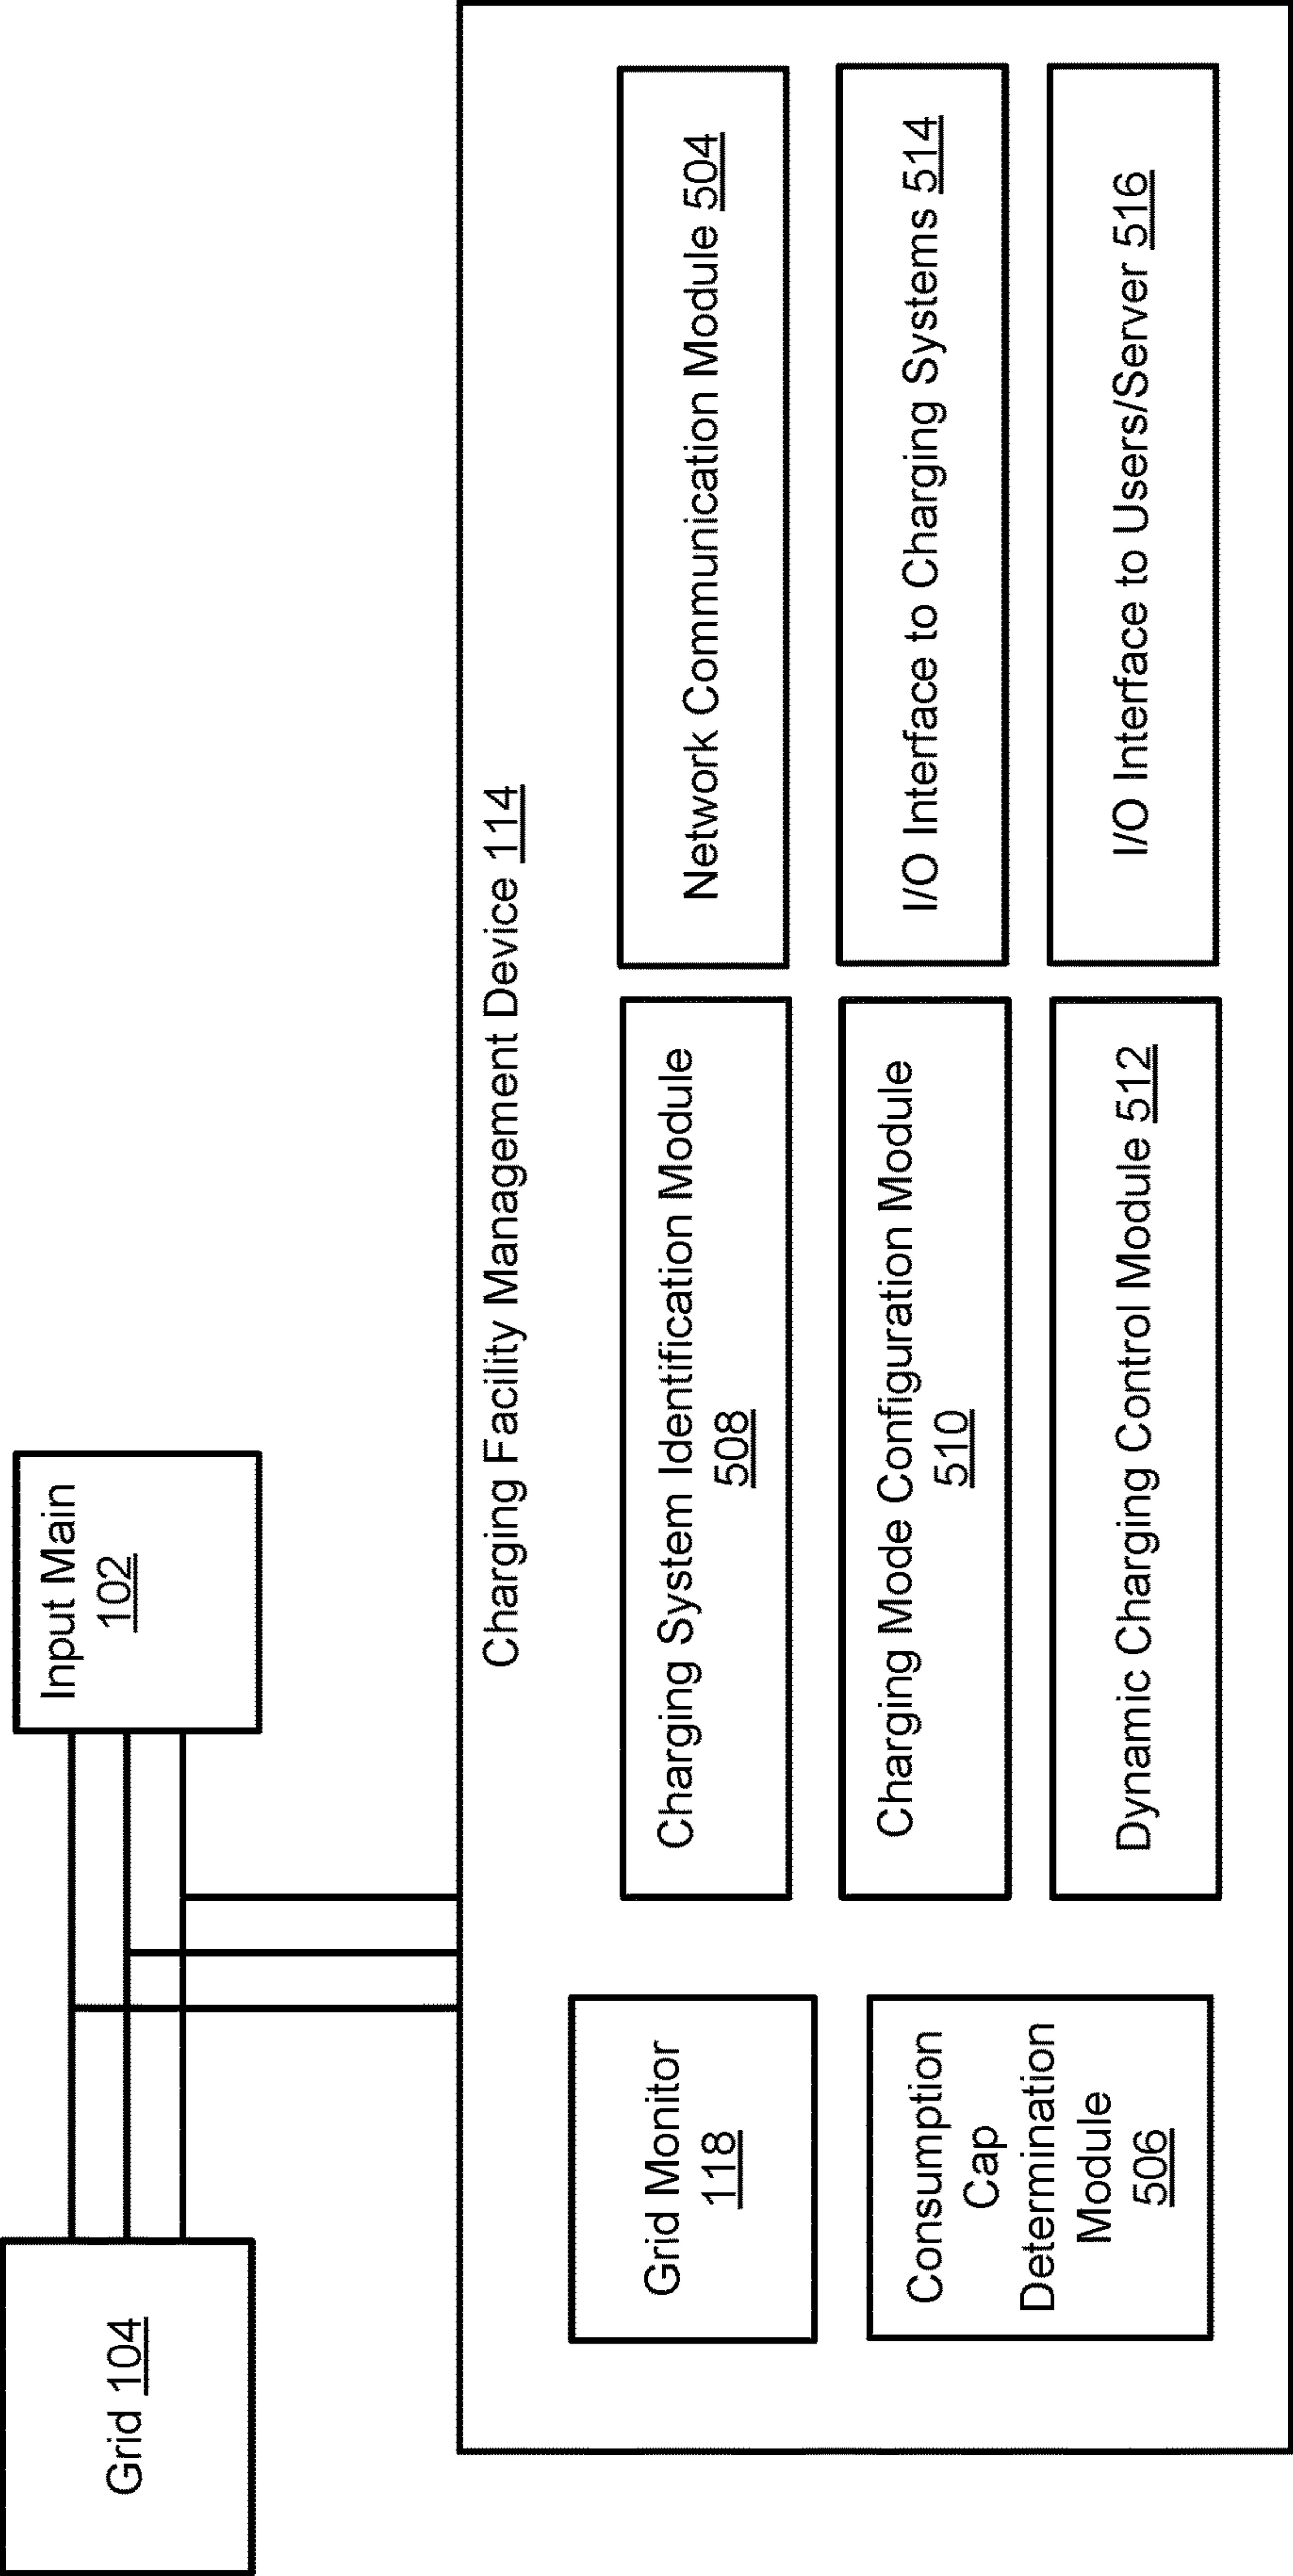 Grid 104
Input Main
102
Charging Facility Management Device 114
Grid Monitor
118
Consumption
Cap
Determination
Module
506
Charging System Identification Module
508
Charging Mode Configuration Module
510
Dynamic Charging Control Module 512
Network Communication Module 504
I/O Interface to Charging Systems 514
I/O Interface to Users/Server 516